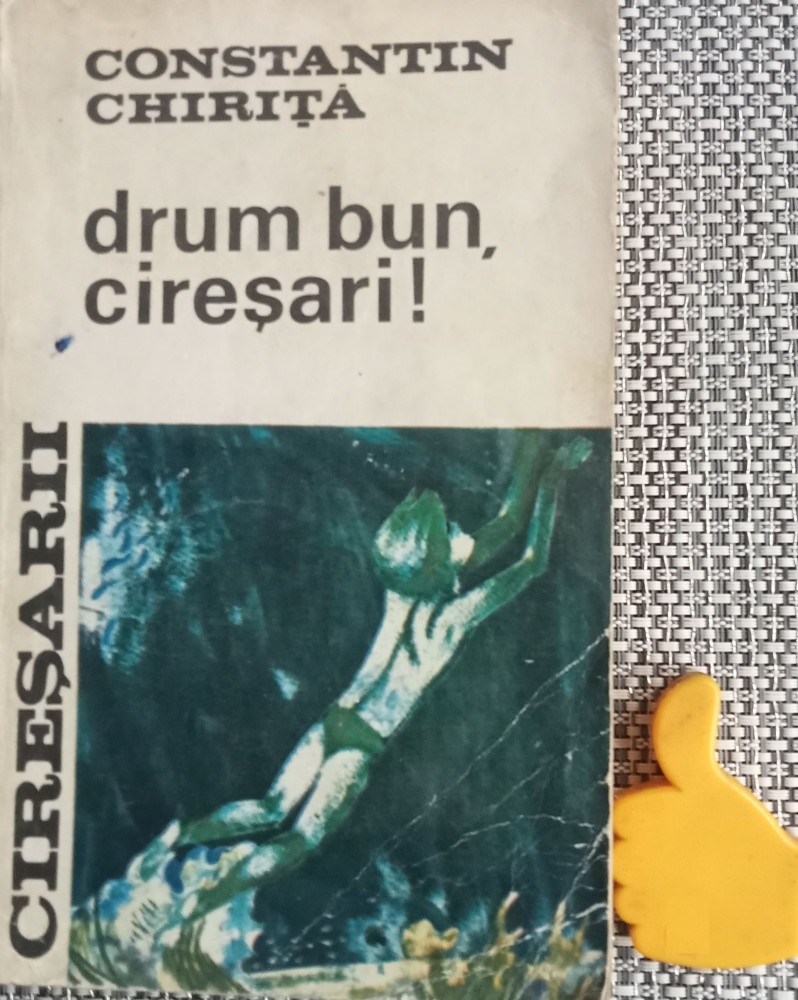 CONSTANTIN
CHIRIȚĂ
drum bun,
cireșari!
CIREȘARII